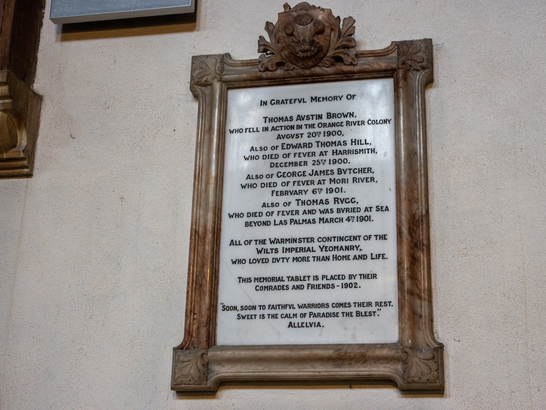 IN GRATEFVL MEMORY OF
THOMAS AVSTIN BROWN,
WHO FELL IN ACTION IN THE ORANGE RIVER COLONY
AVGVST 20TH 1900,
ALSO OF EDWARD THOMAS HILL,
WHO DIED OF FEVER AT HARRISMITH,
DECEMBER 25TH 1900.
ALSO OF GEORGE JAMES BVTCHER,
WHO DIED OF FEVER AT MORI RIVER,
FEBRVARY 6TH 1901.
ALSO OF THOMAS RVGG,
WHO DIED OF FEVER AND WAS BVRIED AT SEA
BEYOND LAS PALMAS MARCH 4TH 1901.
ALL OF THE WARMINSTER CONTINGENT OF THE
WILTS IMPERIAL YEOMANRY,
WHO LOVED DVTY MORE THAN HOME AND LIFE.
THIS MEMORIAL TABLET IS PLACED BY THEIR
COMRADES AND FRIENDS - 1902.
"SOON, SOON TO FAITHFVL WARRIORS COMES THEIR REST.
SWEET IS THE CALM OF PARADISE THE BLEST."
ALLELVIA.